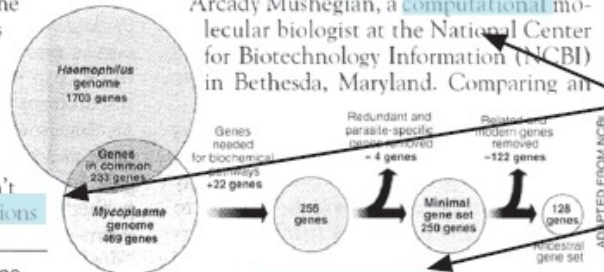 Arcady Mushegian, a computational mo-
lecular biologist at the National Center
for Biotechnology Information (NCBI)
in Bethesda, Maryland. Comparing an
Haemophilus
genome
1703 genes
Genes
in common
233 genes
Mycoplasma
genome
469 genes
Genes
needed
for biochemical
pathways
+22 genes
256
genes
Redundant and
parasite-specific
genes removed
– 4 genes
Minimal
gene set
250 genes
Related and
modern genes
removed
–122 genes
128
genes
Ancestral
gene set
ADAPTED FROM NCBI
't
ions